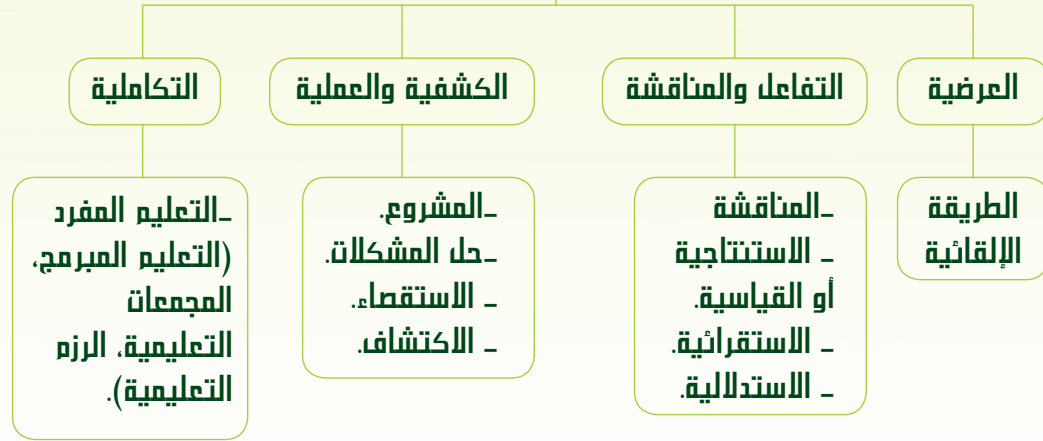 العرضية
التفاعل والمناقشة
الكشفية والعملية
التكاملية
الطريقة
الإلقائية
-المناقشة
- الاستنتاجية
أو القياسية.
- الاستقرائية.
- الاستدلالية.
-المشروع.
-حل المشكلات.
- الاستقصاء.
- الاكتشاف.
-التعليم المفرد
(التعليم المبرمج،
المجمعات
التعليمية، الرزم
التعليمية).